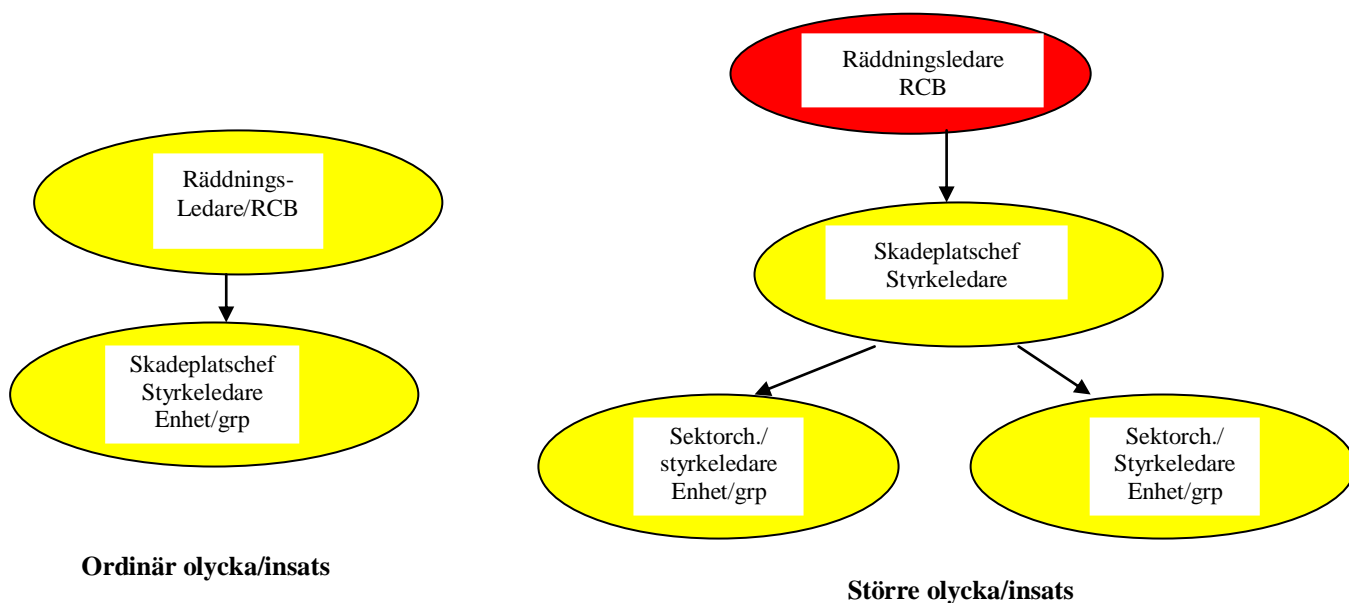 Räddnings-
Ledare/RCB
Skadeplatschef
Styrkeledare
Enhet/grp
Ordinär olycka/insats
Räddningsledare
RCB
Skadeplatschef
Styrkeledare
Sektorch./
styrkeledare
Enhet/grp
Sektorch./
Styrkeledare
Enhet/grp
Större olycka/insats